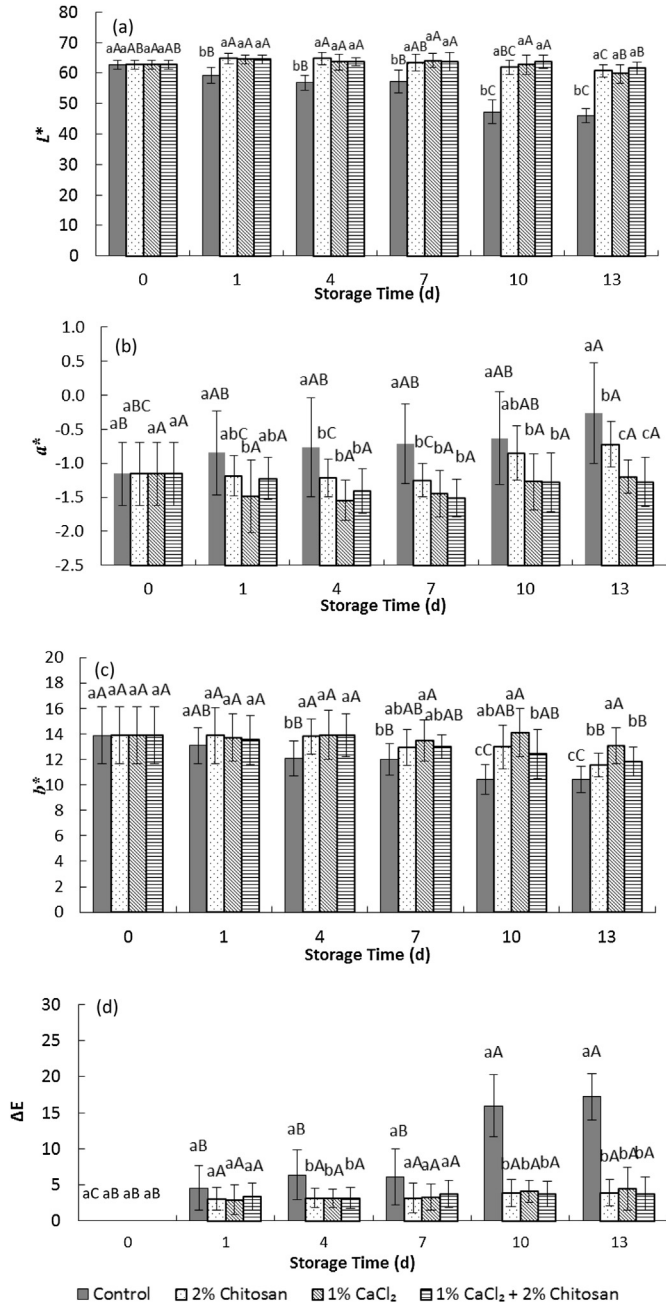 (a)
80
70
60
50
40
30
20
10
0
L*
aA aAB aA aAB
bB aA aA aA
bB aA aA aA
bB aAB aA aA
bC aBC aA aA
bC aC aB aB
0 1 4 7 10 13
Storage Time (d)
(b)
1.0
0.5
0.0
-0.5
-1.0
-1.5
-2.0
-2.5
a*
aB aBC aA aA
aAB abC bA abA
aAB bC bA bA
aAB bC bA bA
aAB abAB bA bA
aA bA cA cA
0 1 4 7 10 13
Storage Time (d)
(c)
20
18
16
14
12
10
8
6
4
2
0
b*
aA aA aA aA
aAB aA aA aA
bB aA aA aA
bB abAB aA abAB
cC abAB aA bAB
cC bB aA bB
0 1 4 7 10 13
Storage Time (d)
(d)
30
25
20
15
10
5
0
ΔE
aC aB aB aB
aB aA aA aA
aB bA bA bA
aB aA aA aA
aA bA bA bA
aA bA bA bA
0 1 4 7 10 13
Storage Time (d)
Control 2% Chitosan 1% CaCl₂ 1% CaCl₂ + 2% Chitosan